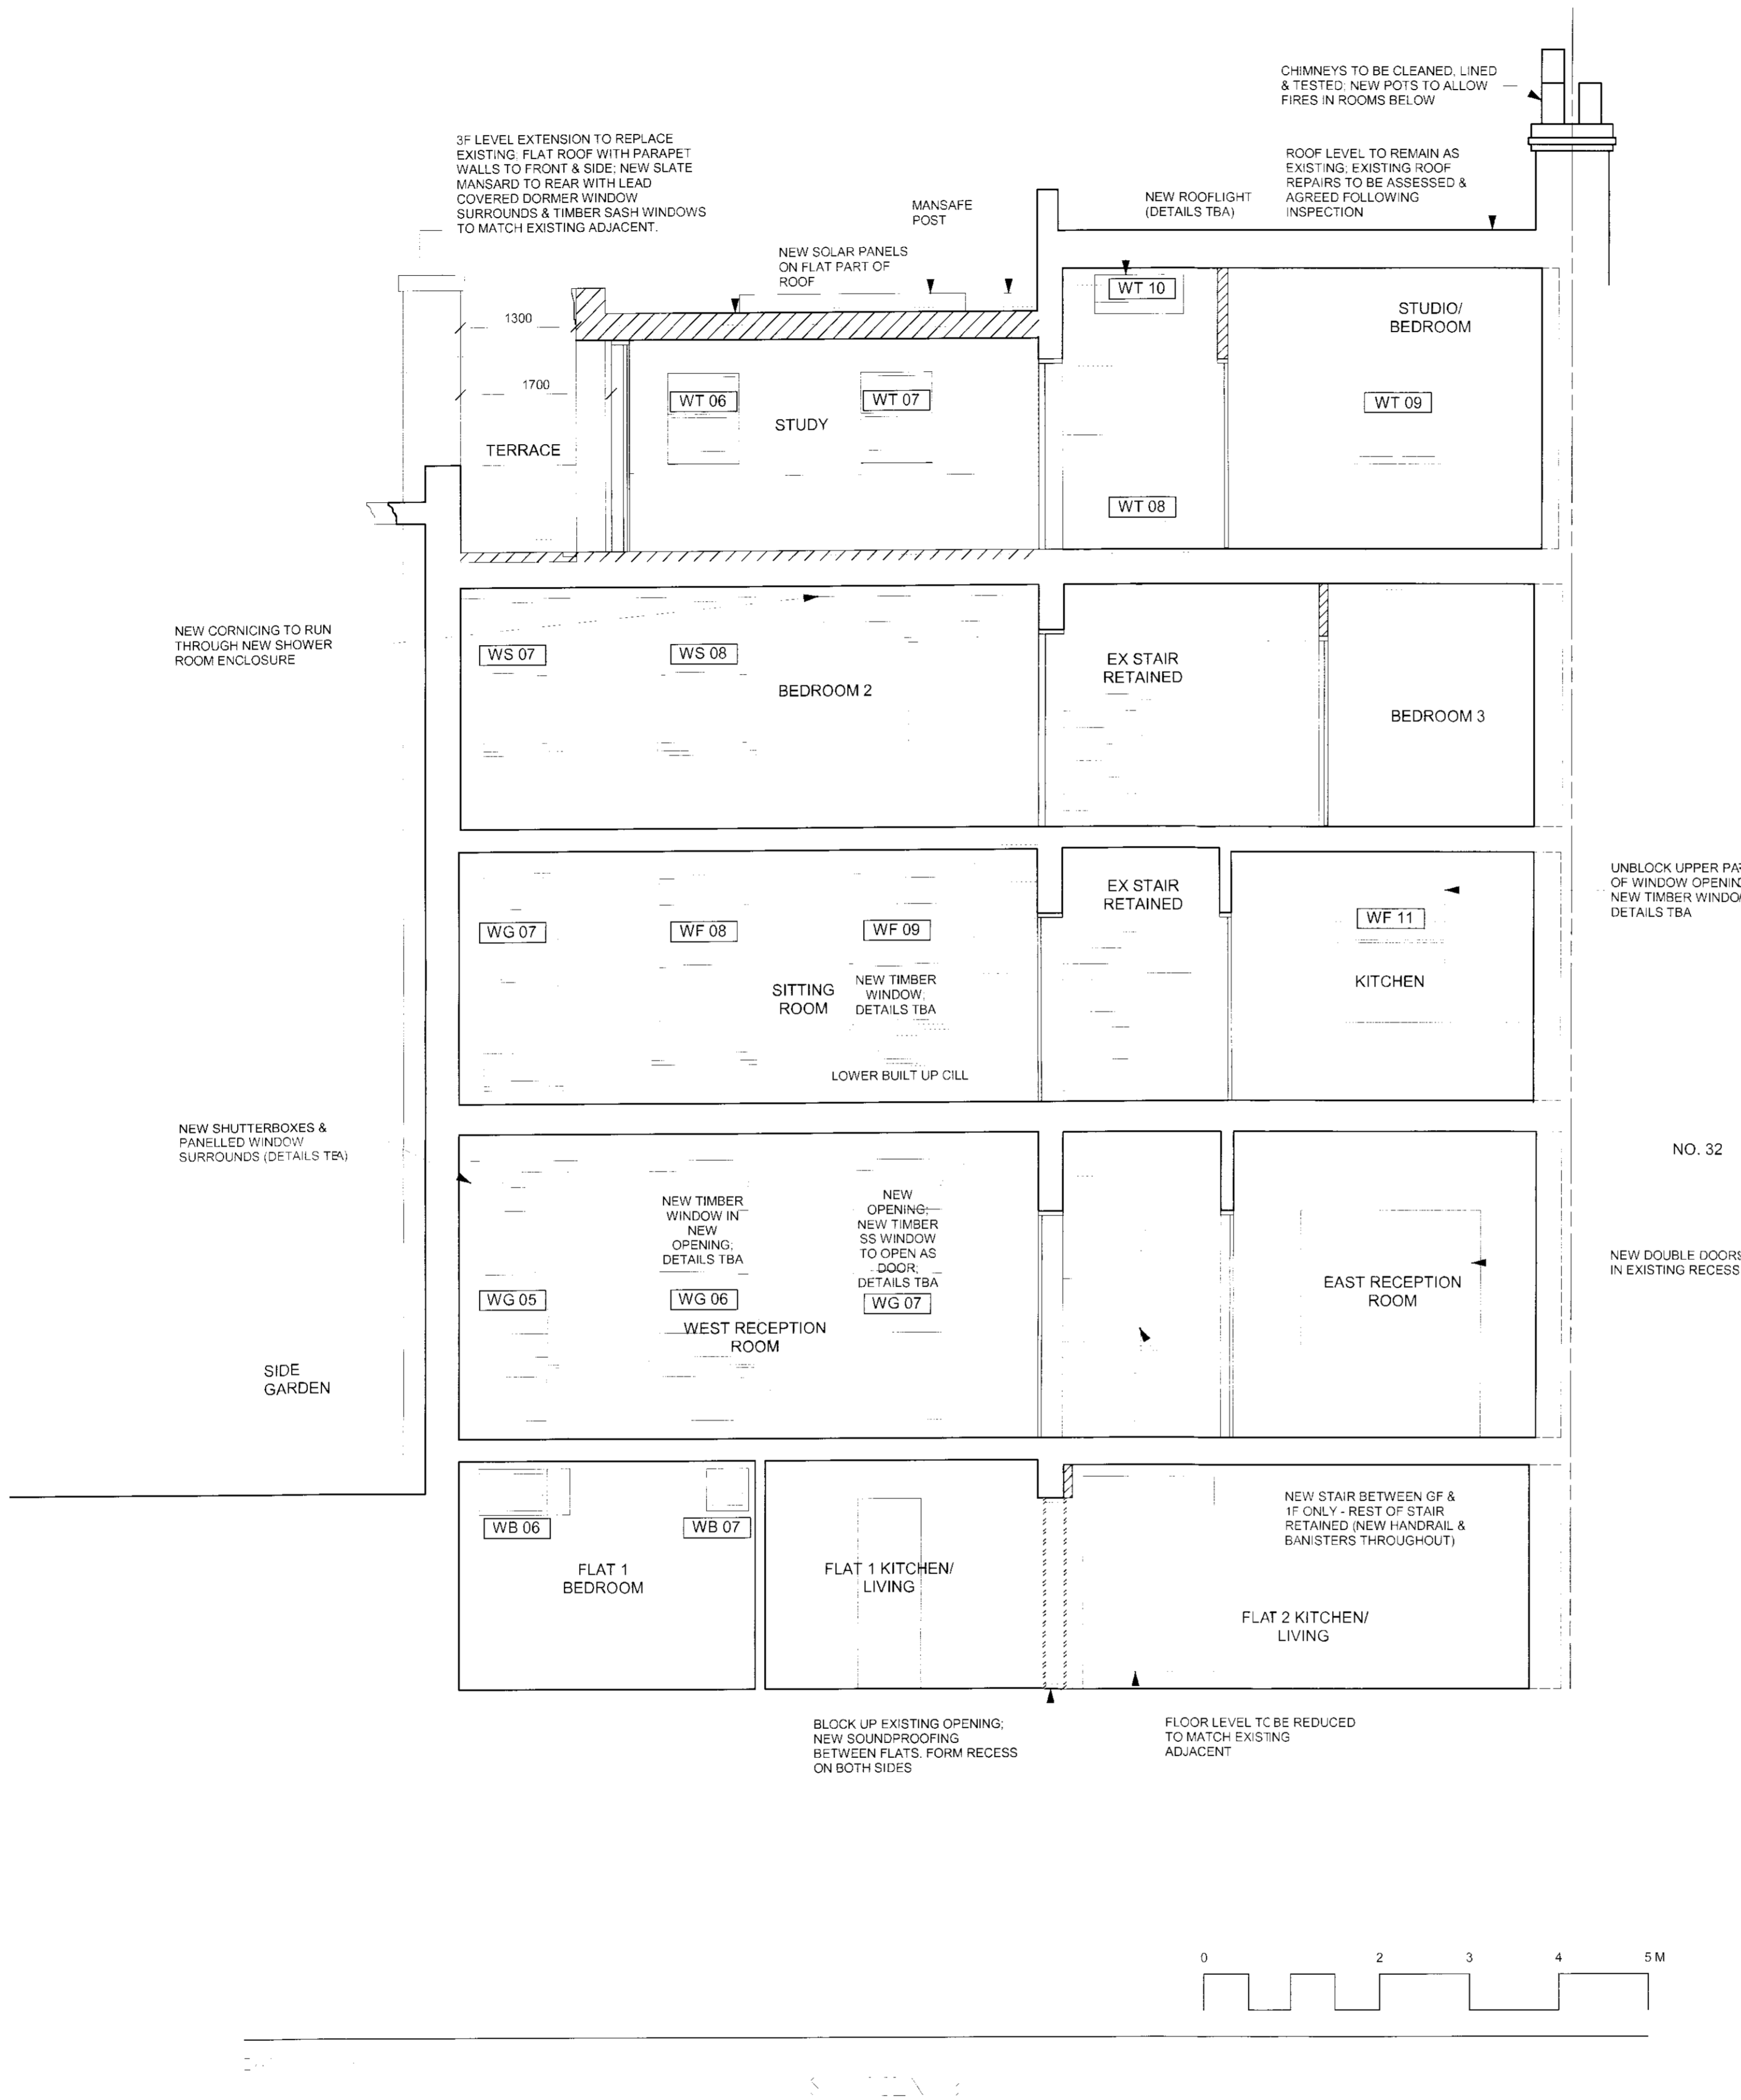 CHIMNEYS TO BE CLEANED, LINED
& TESTED; NEW POTS TO ALLOW
FIRES IN ROOMS BELOW
3F LEVEL EXTENSION TO REPLACE
EXISTING. FLAT ROOF WITH PARAPET
WALLS TO FRONT & SIDE; NEW SLATE
MANSARD TO REAR WITH LEAD
COVERED DORMER WINDOW
SURROUNDS & TIMBER SASH WINDOWS
TO MATCH EXISTING ADJACENT.
ROOF LEVEL TO REMAIN AS
EXISTING; EXISTING ROOF
REPAIRS TO BE ASSESSED &
AGREED FOLLOWING
INSPECTION
MANSAFE
POST
NEW ROOFLIGHT
(DETAILS TBA)
NEW SOLAR PANELS
ON FLAT PART OF
ROOF
WT 10
STUDIO/
BEDROOM
1300
1700
WT 06
WT 07
WT 09
STUDY
TERRACE
WT 08
NEW CORNICING TO RUN
THROUGH NEW SHOWER
ROOM ENCLOSURE
WS 07
WS 08
BEDROOM 2
EX STAIR
RETAINED
BEDROOM 3
UNBLOCK UPPER PA
OF WINDOW OPENIN
NEW TIMBER WINDO
DETAILS TBA
EX STAIR
RETAINED
WG 07
WF 08
WF 09
WF 11
SITTING
ROOM
NEW TIMBER
WINDOW;
DETAILS TBA
KITCHEN
LOWER BUILT UP CILL
NEW SHUTTERBOXES &
PANELLED WINDOW
SURROUNDS (DETAILS TBA)
NO. 32
NEW TIMBER
WINDOW IN
NEW
OPENING;
DETAILS TBA
NEW
OPENING;
NEW TIMBER
SS WINDOW
TO OPEN AS
DOOR;
DETAILS TBA
NEW DOUBLE DOORS
IN EXISTING RECESS
EAST RECEPTION
ROOM
WG 05
WG 06
WG 07
WEST RECEPTION
ROOM
SIDE
GARDEN
NEW STAIR BETWEEN GF &
1F ONLY - REST OF STAIR
RETAINED (NEW HANDRAIL &
BANISTERS THROUGHOUT)
WB 06
WB 07
FLAT 1
BEDROOM
FLAT 1 KITCHEN/
LIVING
FLAT 2 KITCHEN/
LIVING
BLOCK UP EXISTING OPENING;
NEW SOUNDPROOFING
BETWEEN FLATS. FORM RECESS
ON BOTH SIDES
FLOOR LEVEL TO BE REDUCED
TO MATCH EXISTING
ADJACENT
0 2 3 4 5 M